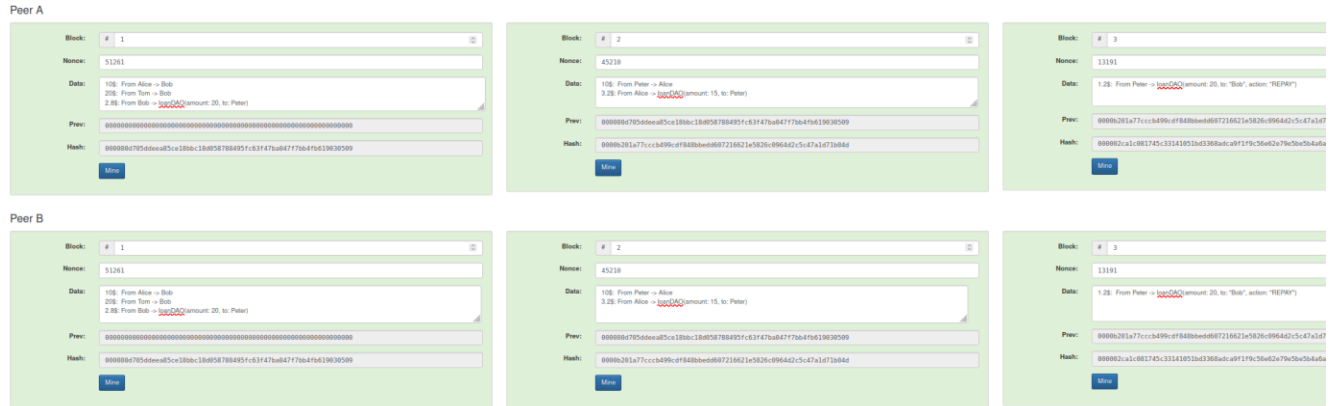 Peer A
Block: # 1
Nonce: 51261
Data: 10$: From Alice -> Bob
20$: From Tom -> Bob
2.8$: From Bob -> loanDAO(amount: 20, to: Peter)
Prev: 0000000000000000000000000000000000000000000000000000000000000000
Hash:
Mine
Block: # 2
Nonce: 45210
Data: 10$: From Peter -> Alice
3.2$: From Alice -> loanDAO(amount: 15, to: Peter)
Prev:
Hash:
Mine
Block: # 3
Nonce: 13191
Data: 1.2$: From Peter -> loanDAO(amount: 20, to: "Bob", action: "REPAY")
Prev:
Hash:
Mine
Peer B
Block: # 1
Nonce: 51261
Data: 10$: From Alice -> Bob
20$: From Tom -> Bob
2.8$: From Bob -> loanDAO(amount: 20, to: Peter)
Prev: 0000000000000000000000000000000000000000000000000000000000000000
Hash:
Mine
Block: # 2
Nonce: 45210
Data: 10$: From Peter -> Alice
3.2$: From Alice -> loanDAO(amount: 15, to: Peter)
Prev:
Hash:
Mine
Block: # 3
Nonce: 13191
Data: 1.2$: From Peter -> loanDAO(amount: 20, to: "Bob", action: "REPAY")
Prev:
Hash:
Mine